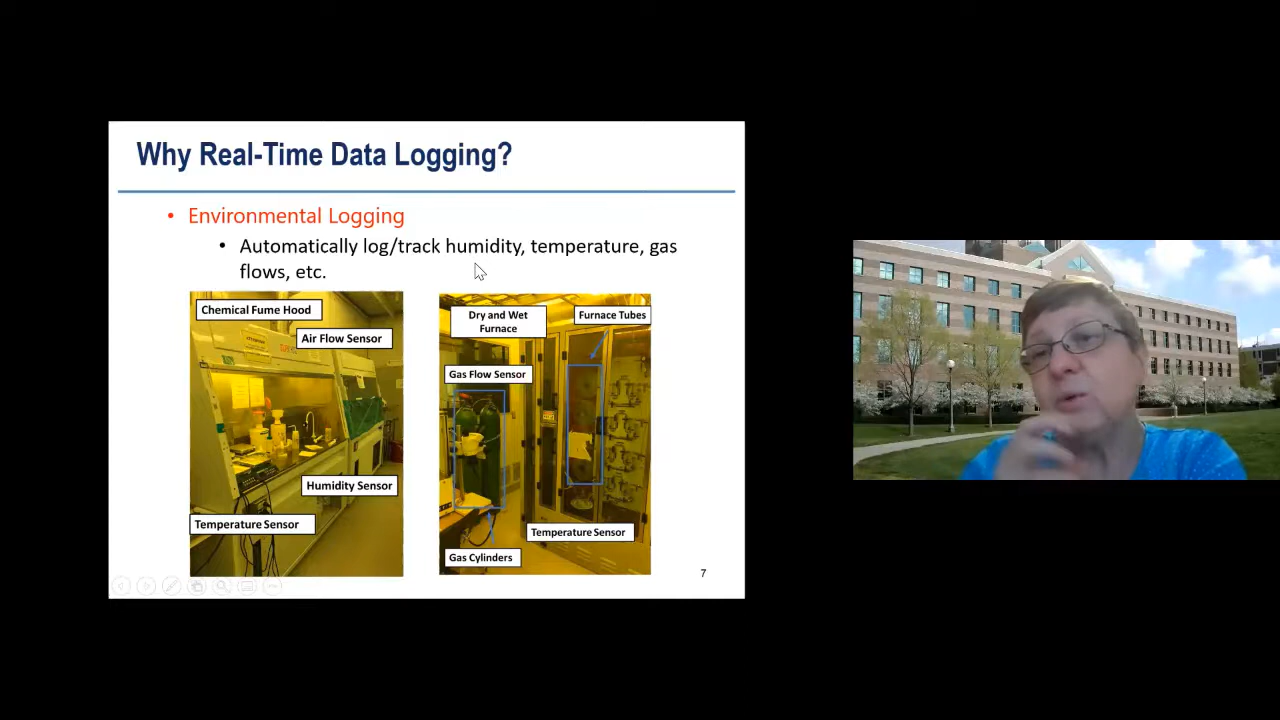 Why Real-Time Data Logging?
• Environmental Logging
• Automatically log/track humidity, temperature, gas
flows, etc.
Chemical Fume Hood
Air Flow Sensor
Humidity Sensor
Temperature Sensor
Dry and Wet
Furnace
Furnace Tubes
Gas Flow Sensor
Temperature Sensor
Gas Cylinders
7